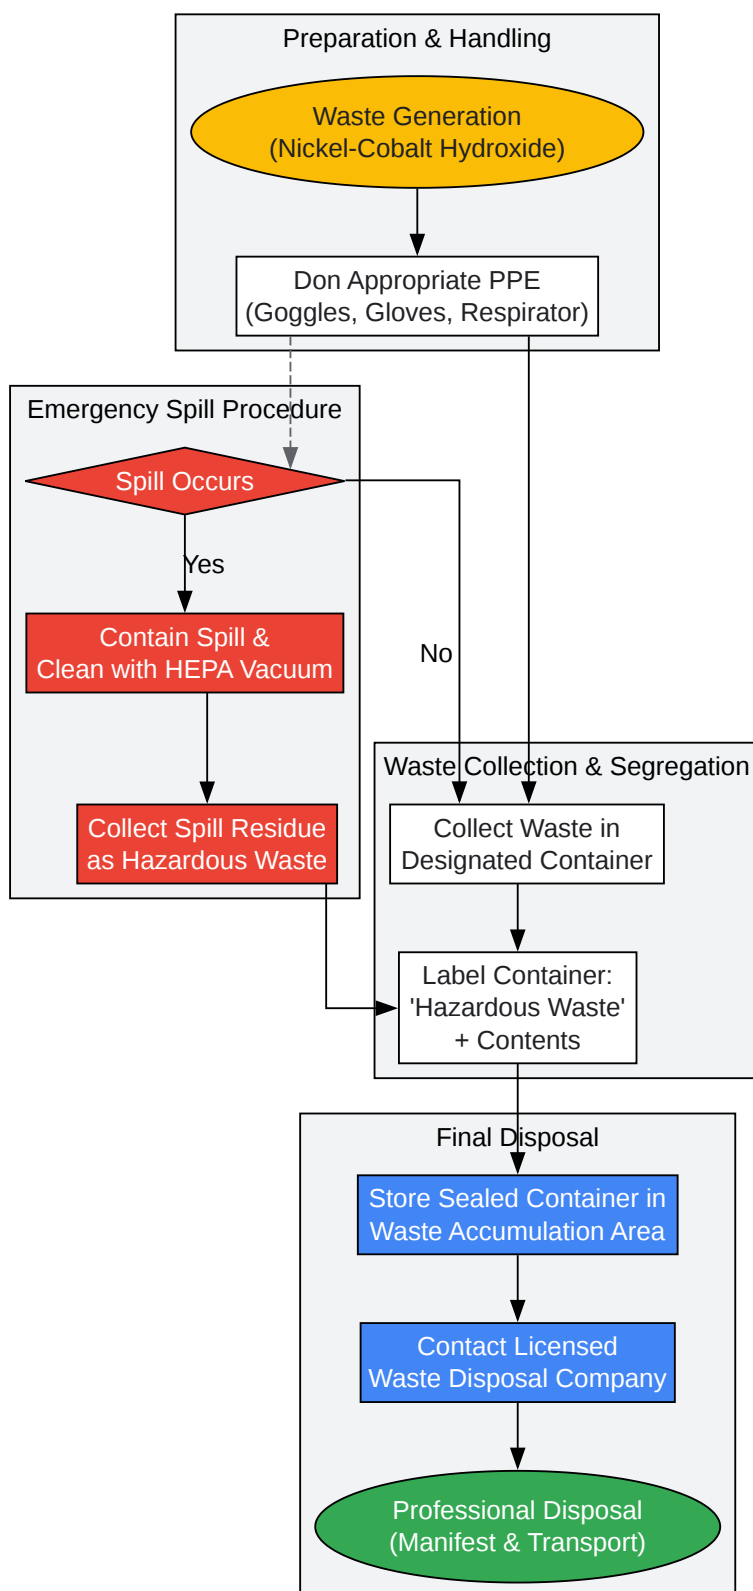 Preparation & Handling
Waste Generation
(Nickel-Cobalt Hydroxide)
Don Appropriate PPE
(Goggles, Gloves, Respirator)
Emergency Spill Procedure
Spill Occurs
Yes
Contain Spill &
Clean with HEPA Vacuum
No
Collect Spill Residue
as Hazardous Waste
Waste Collection & Segregation
Collect Waste in
Designated Container
Label Container:
'Hazardous Waste'
+ Contents
Final Disposal
Store Sealed Container in
Waste Accumulation Area
Contact Licensed
Waste Disposal Company
Professional Disposal
(Manifest & Transport)